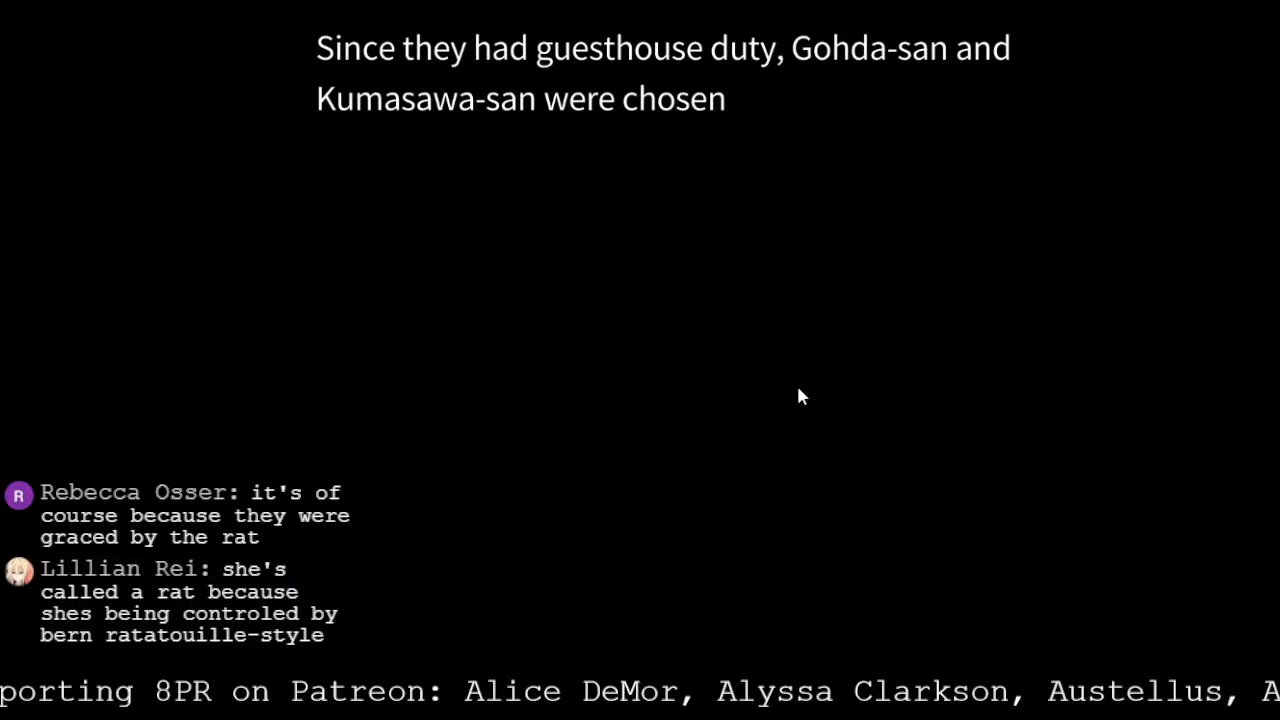 Since they had guesthouse duty, Gohda-san and
Kumasawa-san were chosen
R
Rebecca Osser: it's of
course because they were
graced by the rat
Lillian Rei: she's
called a rat because
shes being controled by
bern ratatouille-style
porting 8PR on Patreon: Alice DeMor, Alyssa Clarkson, Austellus, A